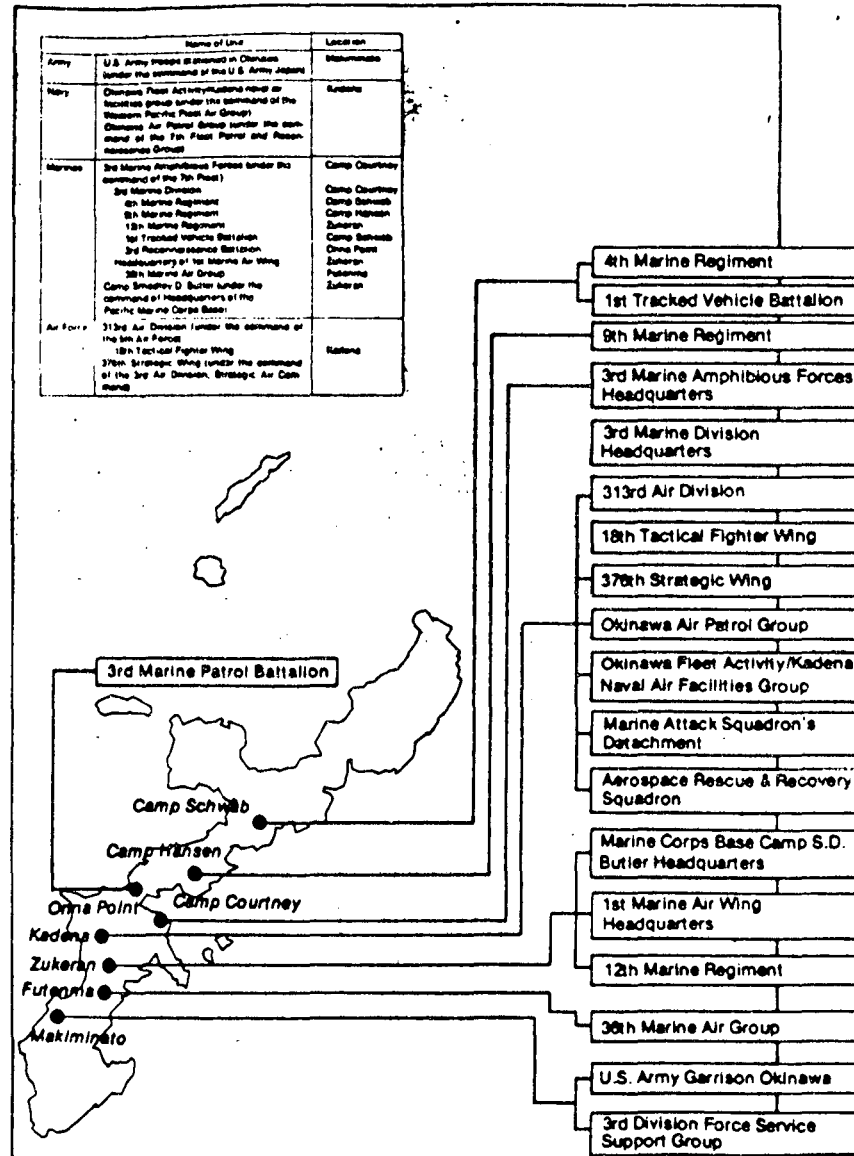 Name of Unit Location
Army U.S. Army troops stationed in Okinawa Makiminato
(under the command of the U.S. Army Japan)
Navy Okinawa Fleet Activity/Kadena naval air Kadena
facilities group (under the command of the
Western Pacific Fleet Air Group)
Okinawa Air Patrol Group (under the com-
mand of the 7th Fleet Patrol and Recon-
naissance Group)
Marines 3rd Marine Amphibious Forces (under the Camp Courtney
command of the 7th Fleet)
3rd Marine Division Camp Courtney
4th Marine Regiment Camp Schwab
9th Marine Regiment Camp Hansen
12th Marine Regiment Zukeran
1st Tracked Vehicle Battalion Camp Schwab
3rd Reconnaissance Battalion Onna Point
Headquarters of 1st Marine Air Wing Zukeran
36th Marine Air Group Futenma
Camp Smedley D. Butler (under the Zukeran
command of Headquarters of the
Pacific Marine Corps Base)
Air Force 313rd Air Division (under the command of
the 5th Air Force)
18th Tactical Fighter Wing Kadena
376th Strategic Wing (under the command
of the 3rd Air Division, Strategic Air Com-
mand)
4th Marine Regiment
1st Tracked Vehicle Battalion
9th Marine Regiment
3rd Marine Amphibious Forces
Headquarters
3rd Marine Division
Headquarters
313rd Air Division
18th Tactical Fighter Wing
376th Strategic Wing
Okinawa Air Patrol Group
Okinawa Fleet Activity/Kadena
Naval Air Facilities Group
Marine Attack Squadron's
Detachment
Aerospace Rescue & Recovery
Squadron
Marine Corps Base Camp S.D.
Butler Headquarters
1st Marine Air Wing
Headquarters
12th Marine Regiment
36th Marine Air Group
U.S. Army Garrison Okinawa
3rd Division Force Service
Support Group
3rd Marine Patrol Battalion
Camp Schwab
Camp Hansen
Onna Point
Camp Courtney
Kadena
Zukeran
Futenma
Makiminato